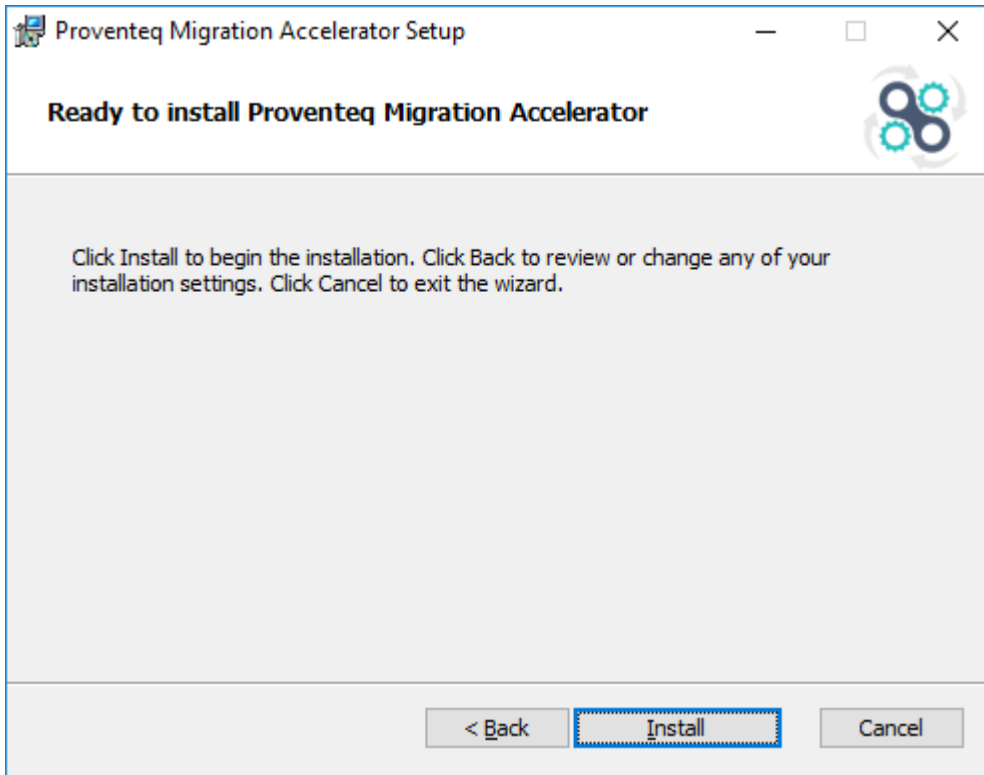 Proventeq Migration Accelerator Setup
Ready to install Proventeq Migration Accelerator
Click Install to begin the installation. Click Back to review or change any of your
installation settings. Click Cancel to exit the wizard.
< Back Install Cancel